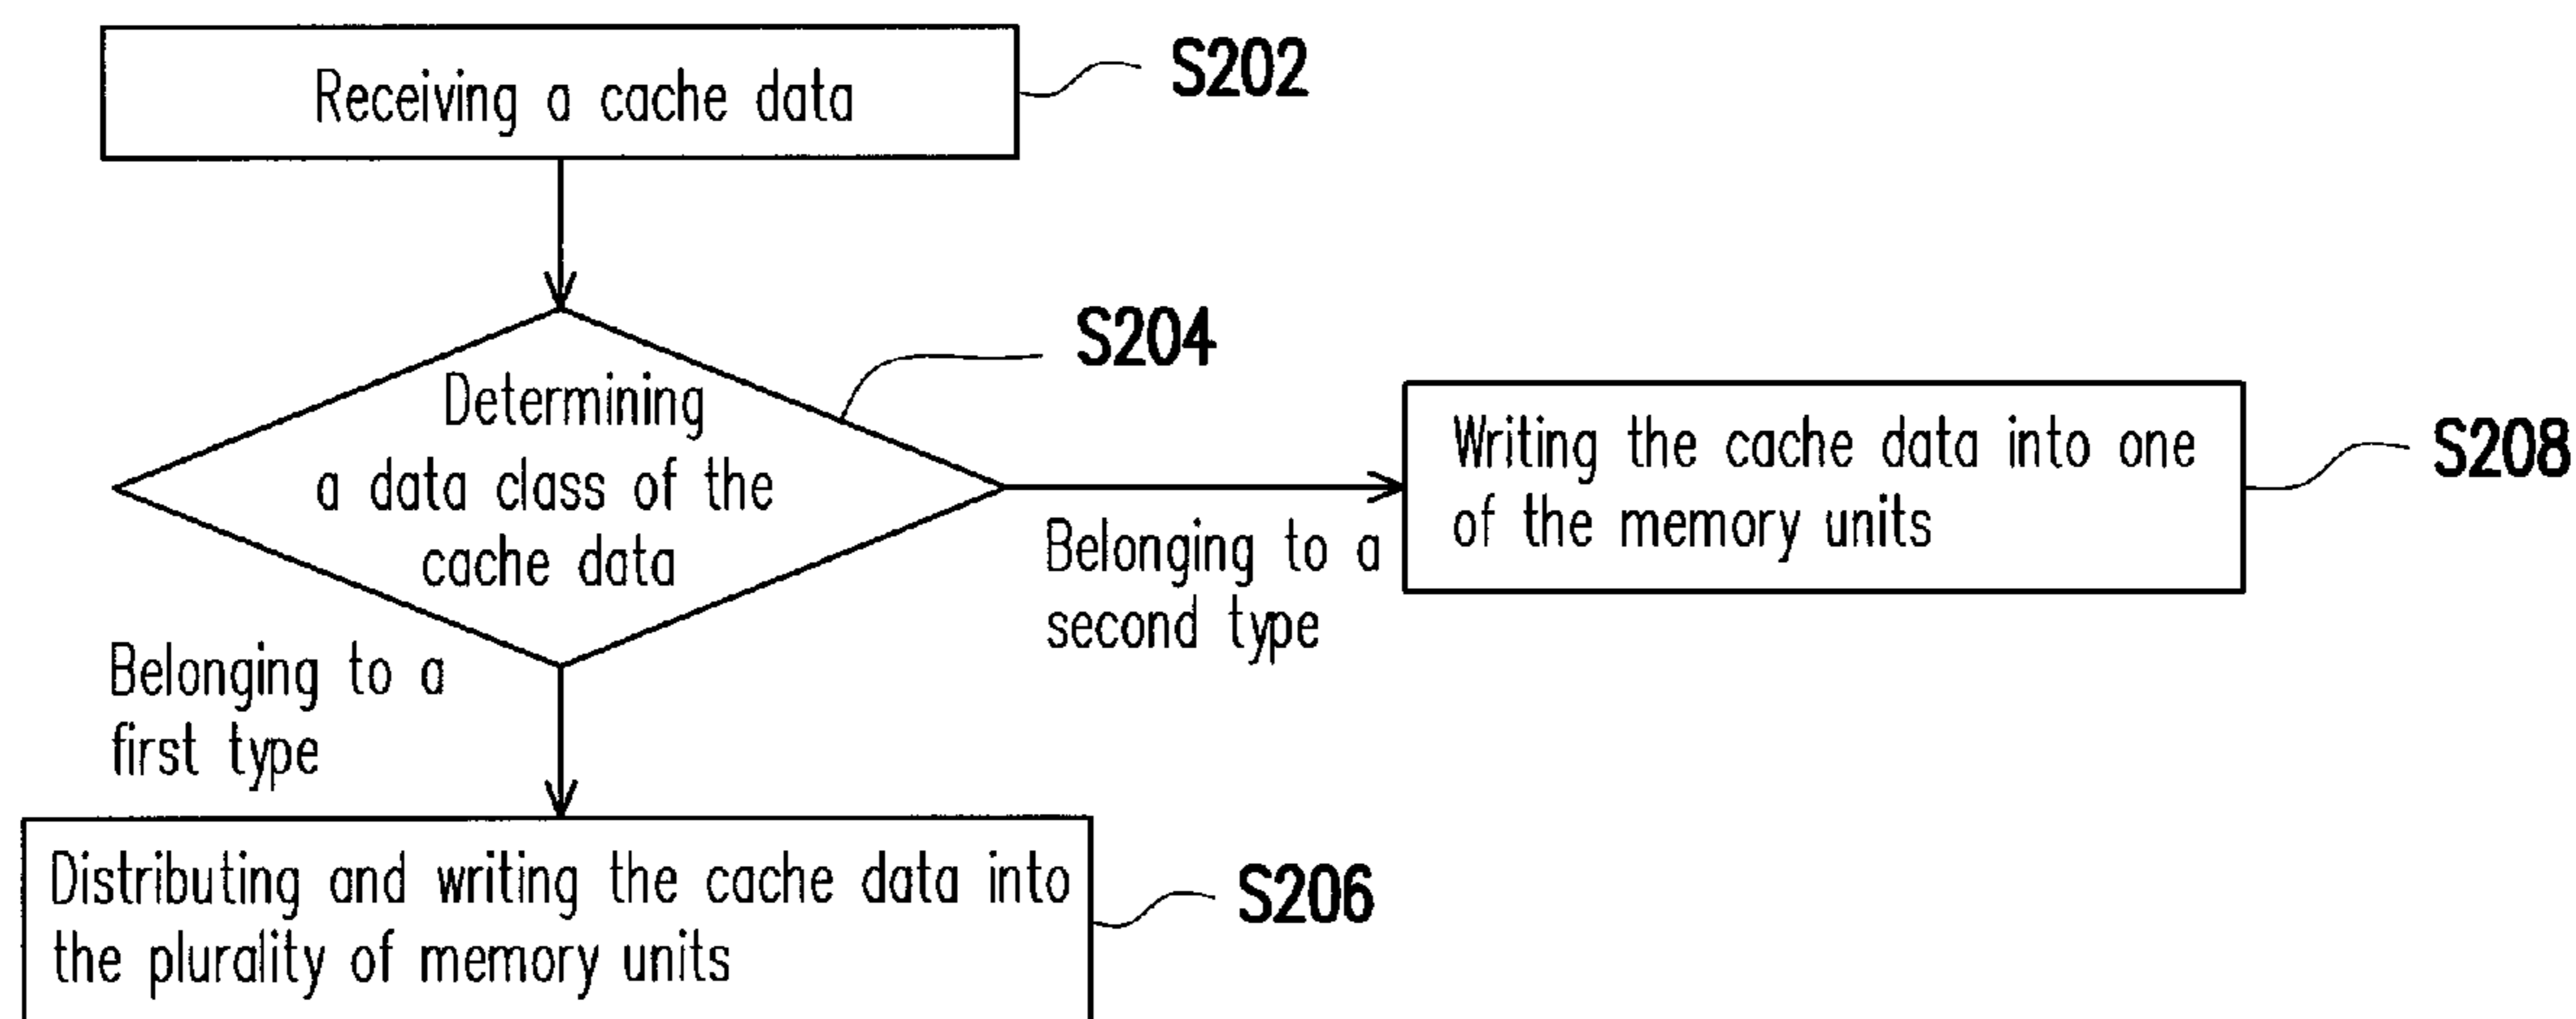 Receiving a cache data
S202
S204
Determining
a data class of the
cache data
Writing the cache data into one
of the memory units
S208
Belonging to a
second type
Belonging to a
first type
Distributing and writing the cache data into
the plurality of memory units
S206